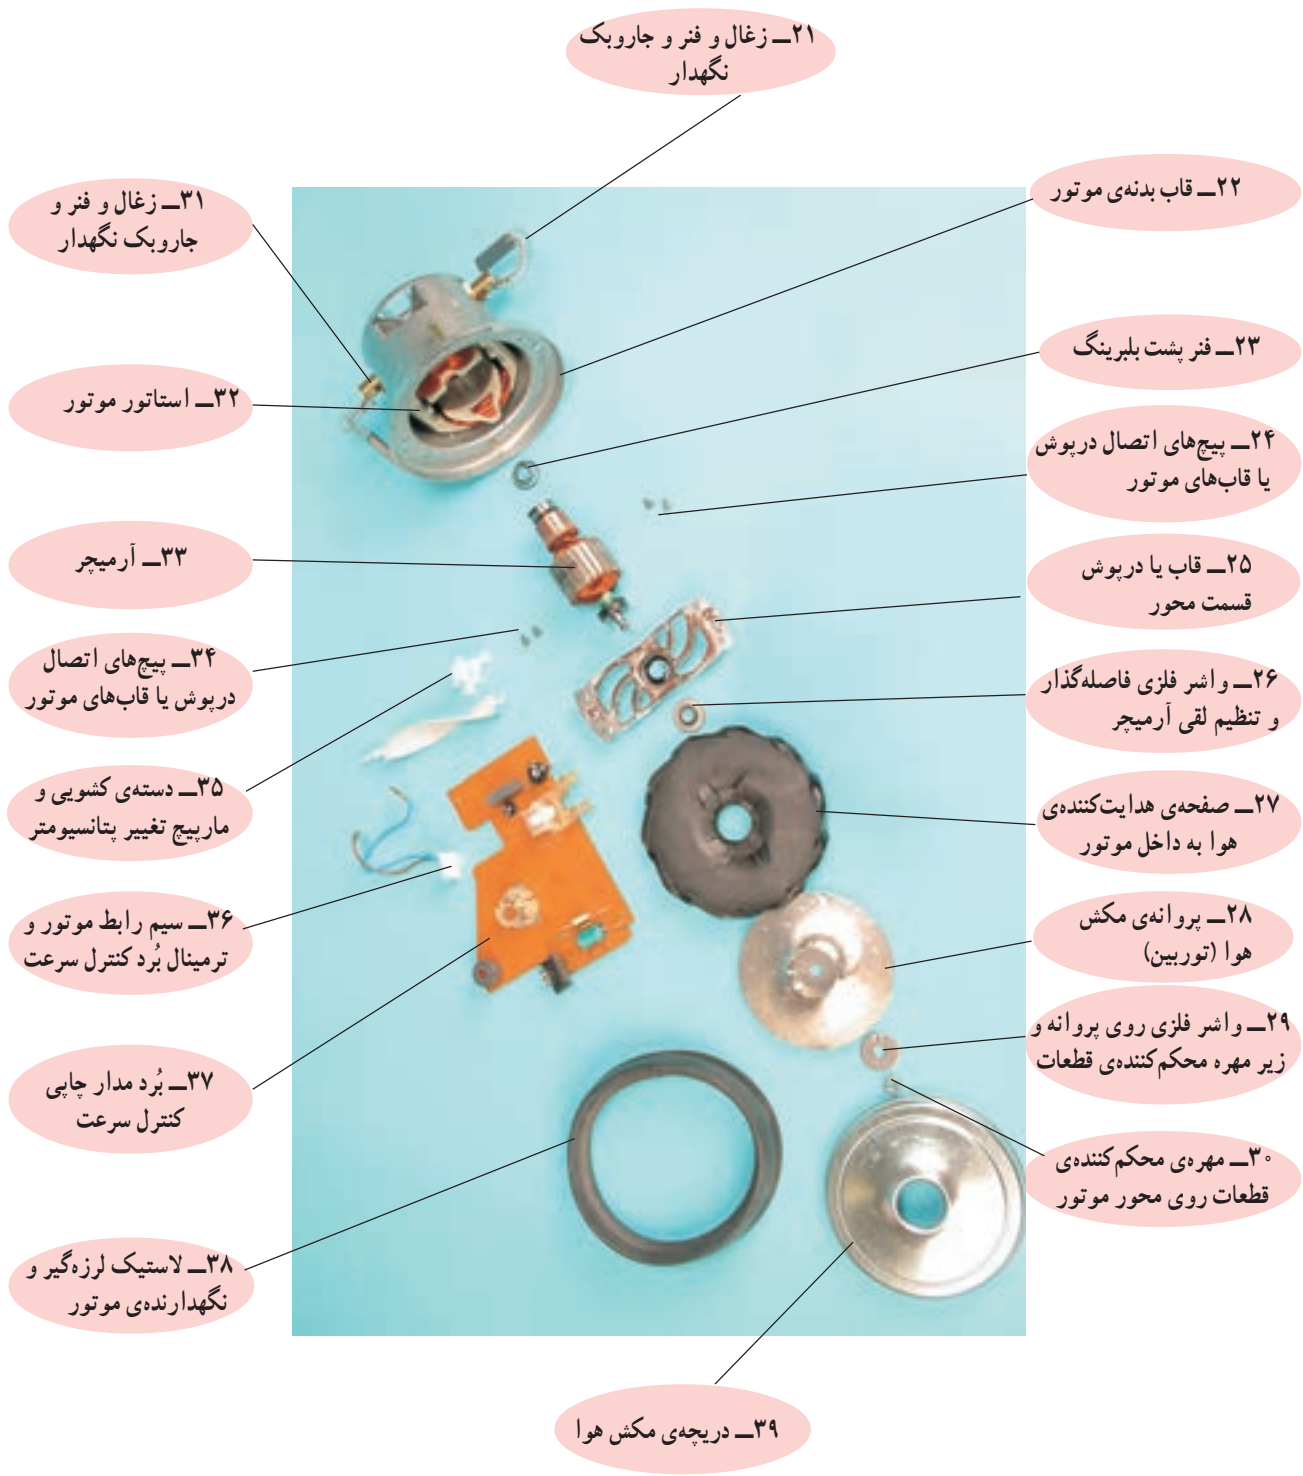 ۲۱ــ زغال و فنر و جاروبک
نگهدار
۲۲ــ قاب بدنه‌ی موتور
۲۳ــ فنر پشت بلبرینگ
۲۴ــ پیچ‌های اتصال درپوش
یا قاب‌های موتور
۲۵ــ قاب یا درپوش
قسمت محور
۲۶ــ واشر فلزی فاصله‌گذار
و تنظیم لقی آرمیچر
۲۷ــ صفحه‌ی هدایت‌کننده‌ی
هوا به داخل موتور
۲۸ــ پروانه‌ی مکش
هوا (توربین)
۲۹ــ واشر فلزی روی پروانه و
زیر مهره محکم‌کننده‌ی قطعات
۳۰ــ مهره‌ی محکم‌کننده‌ی
قطعات روی محور موتور
۳۱ــ زغال و فنر و
جاروبک نگهدار
۳۲ــ استاتور موتور
۳۳ــ آرمیچر
۳۴ــ پیچ‌های اتصال
درپوش یا قاب‌های موتور
۳۵ــ دسته‌ی کشویی و
مارپیچ تغییر پتانسیومتر
۳۶ــ سیم رابط موتور و
ترمینال بُرد کنترل سرعت
۳۷ــ بُرد مدار چاپی
کنترل سرعت
۳۸ــ لاستیک لرزه‌گیر و
نگهدارنده‌ی موتور
۳۹ــ دریچه‌ی مکش هوا